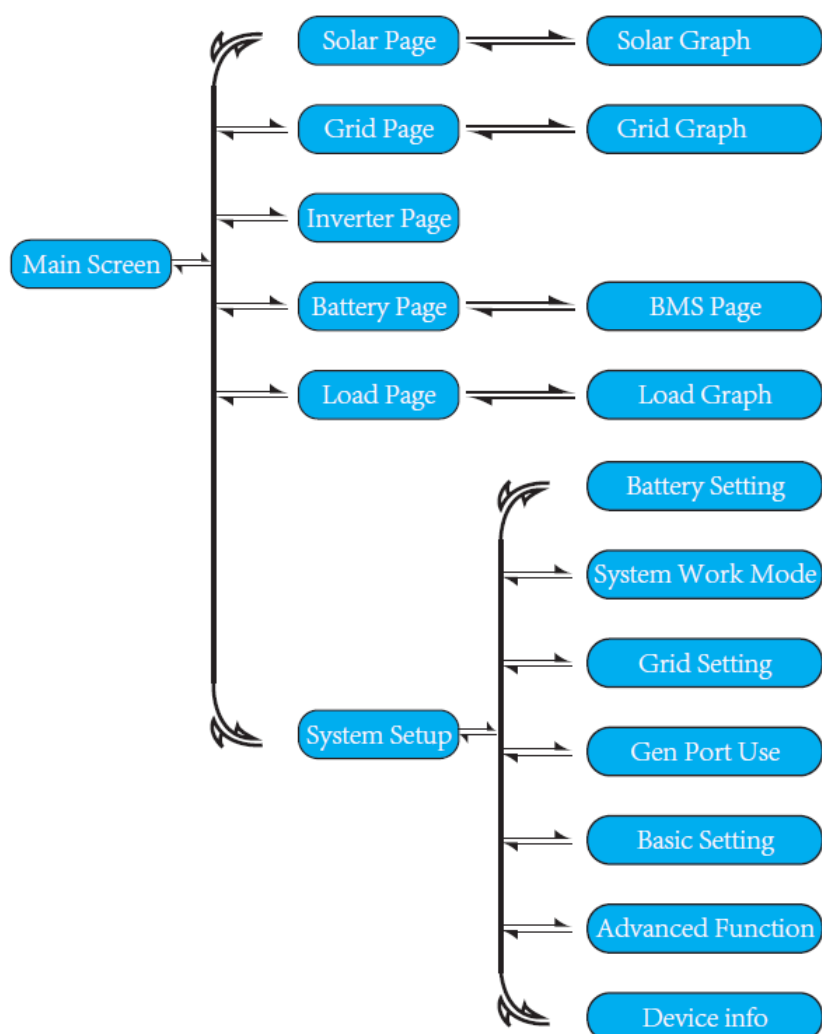 Solar Page
Solar Graph
Grid Page
Grid Graph
Inverter Page
Main Screen
Battery Page
BMS Page
Load Page
Load Graph
Battery Setting
System Work Mode
Grid Setting
System Setup
Gen Port Use
Basic Setting
Advanced Function
Device info